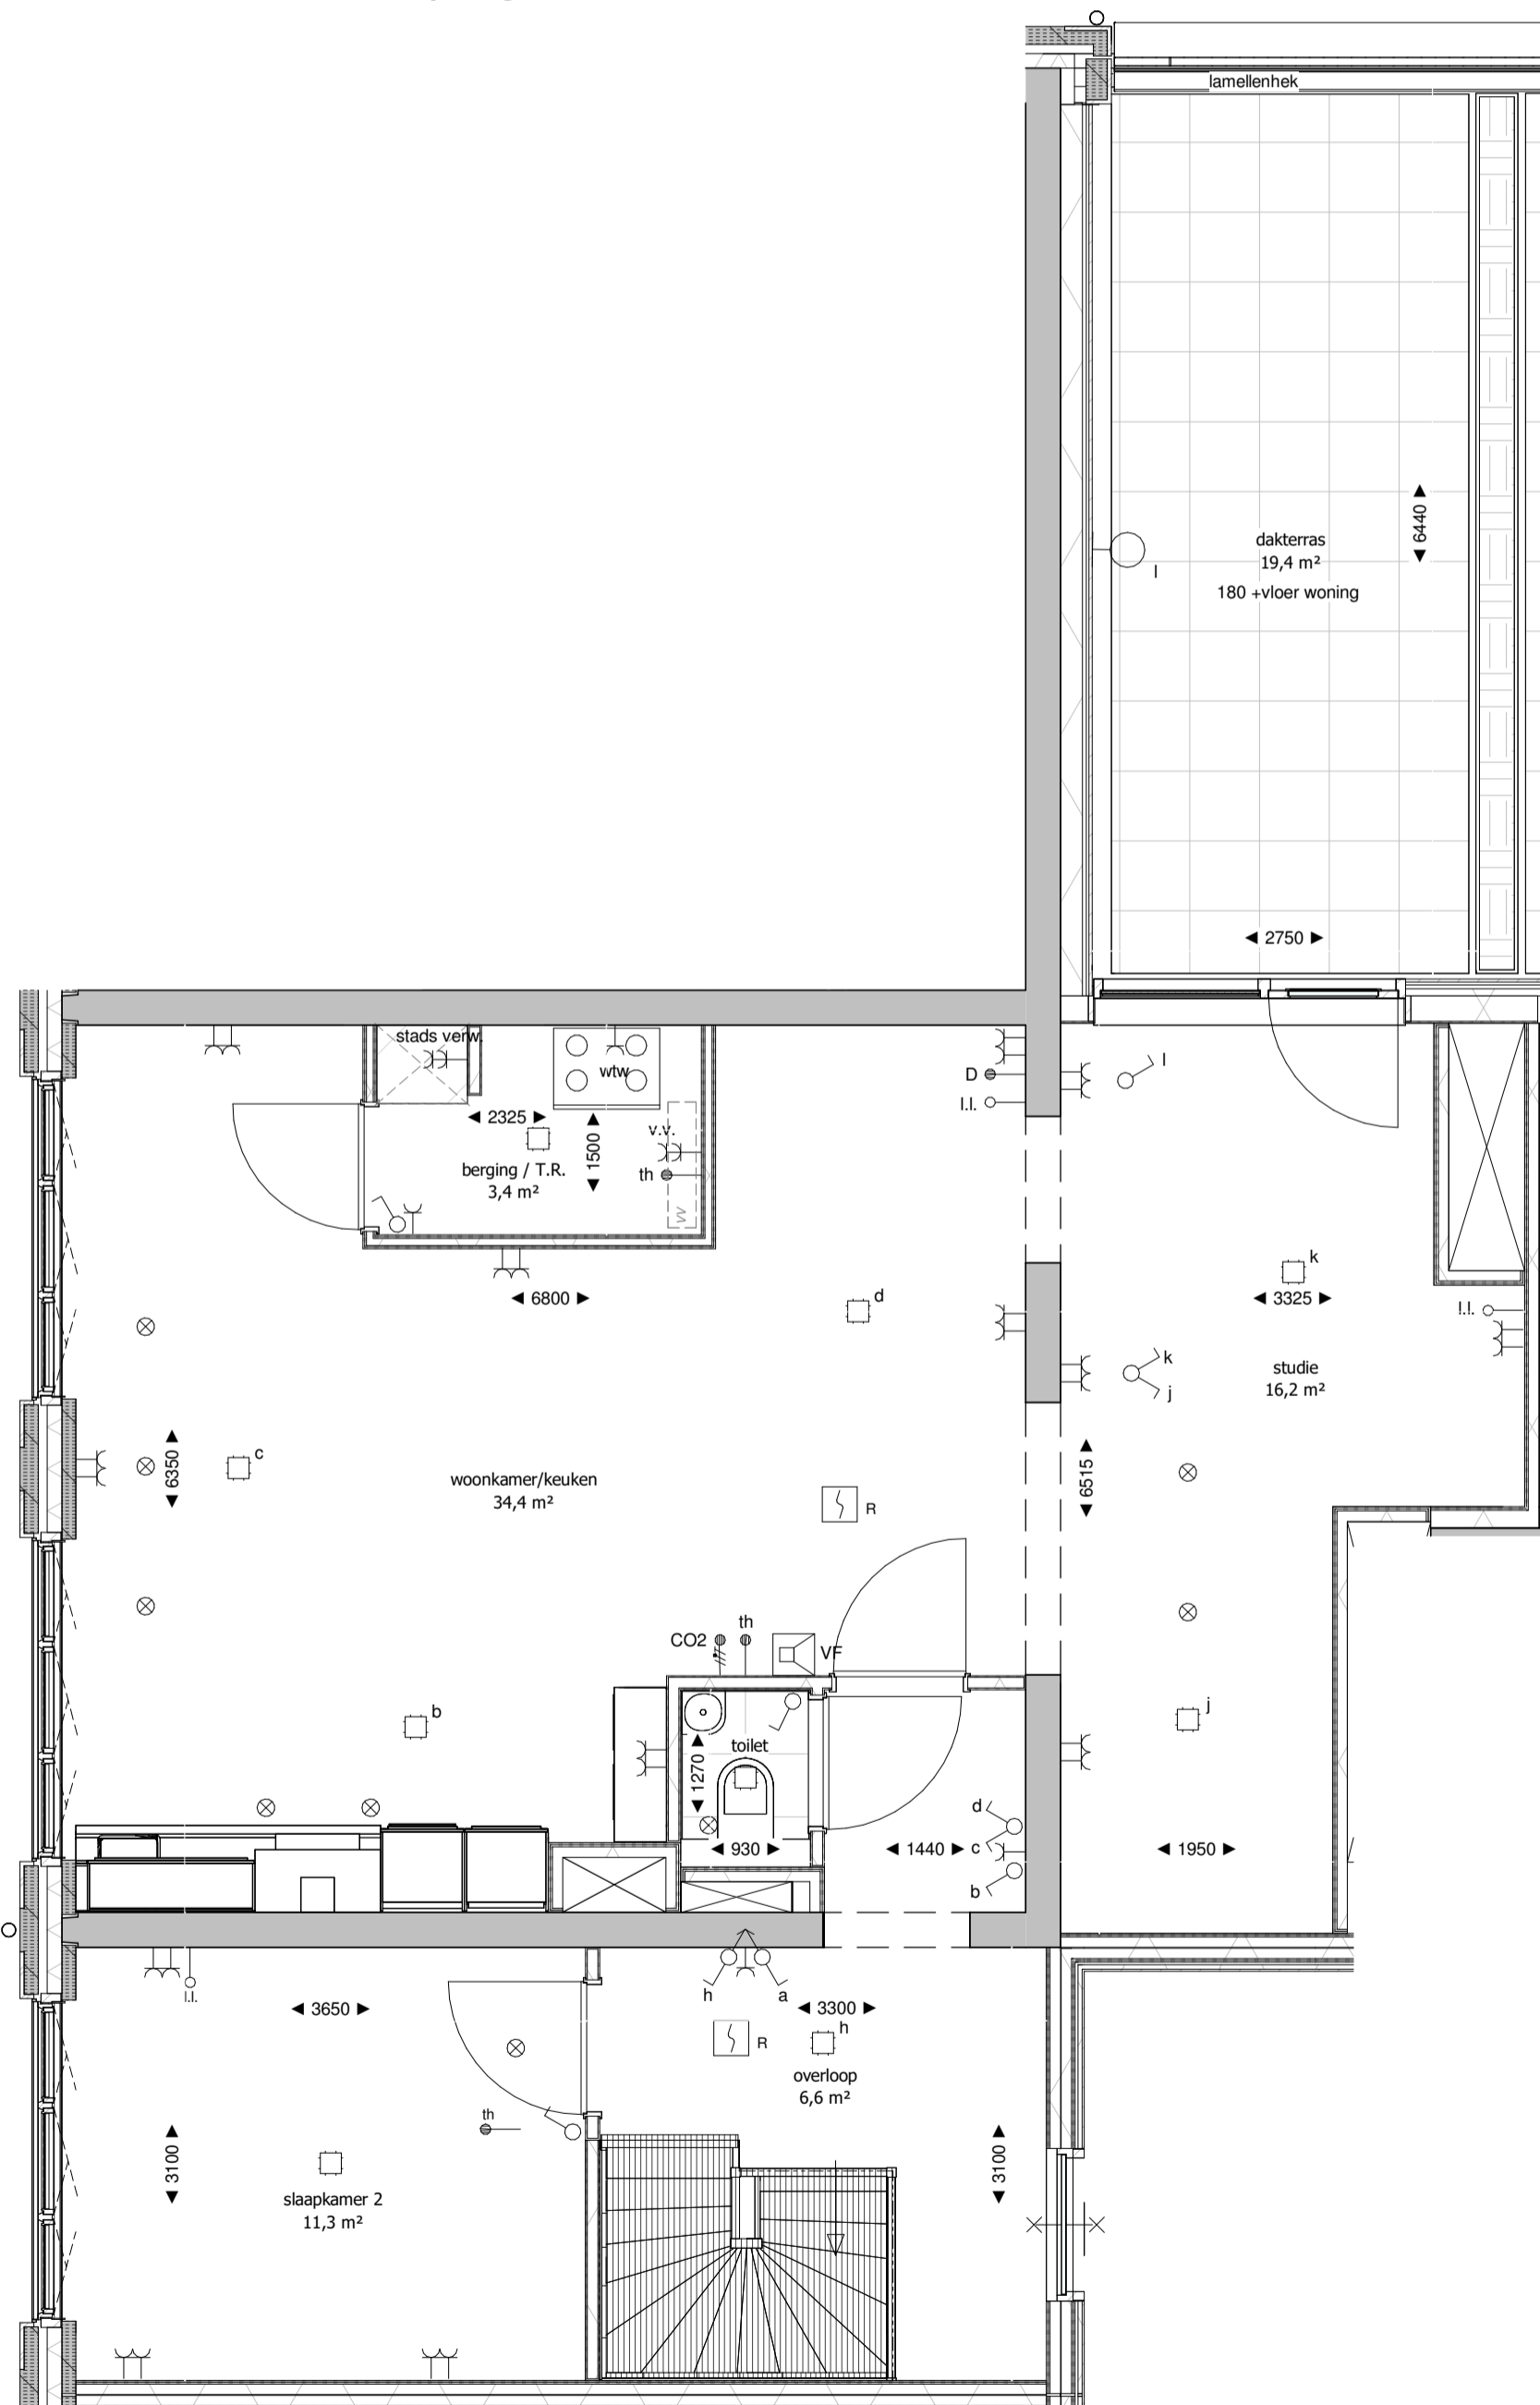 lamellenhek
6440
dakterras
19,4 m²
180 +vloer woning
l
2750
stads verw.
wtw
D
l.l.
l
2325
1500
v.v.
th
berging / T.R.
3,4 m²
vv
6800
d
k
3325
l.l.
k
j
studie
16,2 m²
c
6350
woonkamer/keuken
34,4 m²
6515
R
CO2
th
VF
b
j
toilet
1270
930
d
c
b
1440
1950
l.l.
3650
h
a
3300
R
h
overloop
6,6 m²
th
3100
3100
slaapkamer 2
11,3 m²